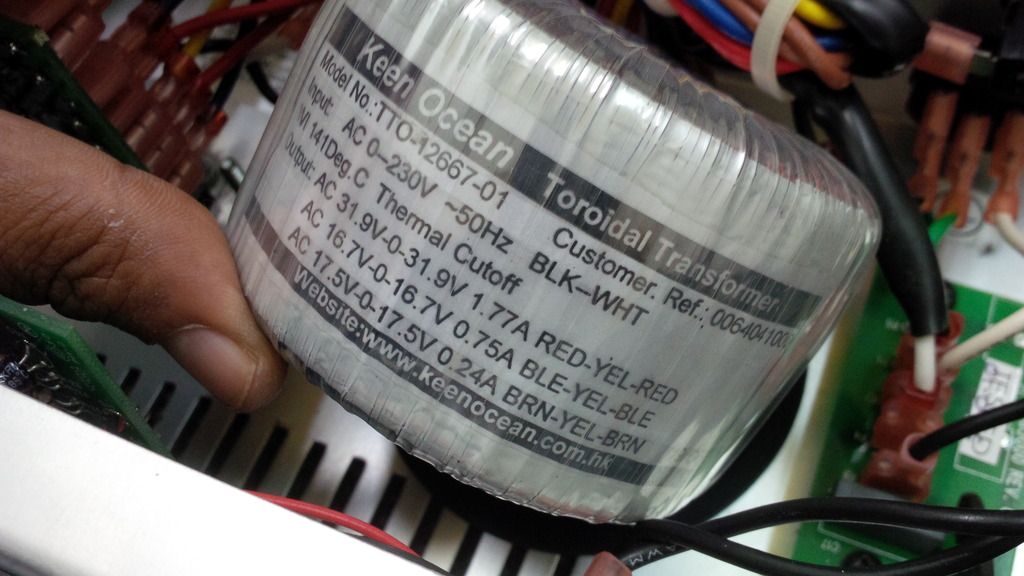 Keen Ocean Toroidal Transformer
Model No.:TTO-12667-01 Customer. Ref.: 006404100
Input: AC 0-230V ~50Hz BLK-WHT
W 141Deg.C Thermal Cutoff
Output: AC 31.9V-0-31.9V 1.77A RED-YEL-RED
AC 16.7V-0-16.7V 0.75A BLE-YEL-BLE
AC 17.5V-0-17.5V 0.24A BRN-YEL-BRN
Website:www.keenocean.com.hk